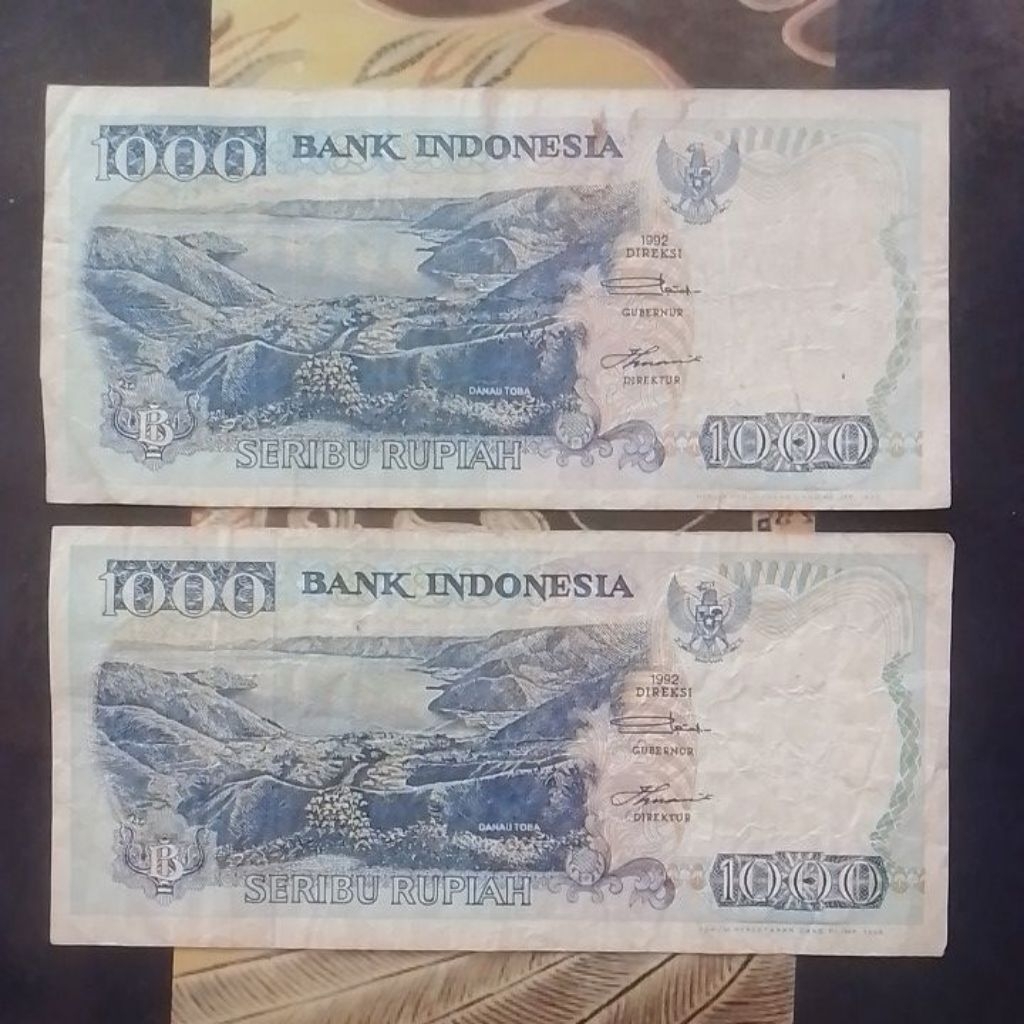 1000
BANK INDONESIA
1992
DIREKSI
GUBERNUR
DIREKTUR
DANAU TOBA
SERIBU RUPIAH
1000
1000
BANK INDONESIA
1992
DIREKSI
GUBERNUR
DIREKTUR
DANAU TOBA
SERIBU RUPIAH
1000